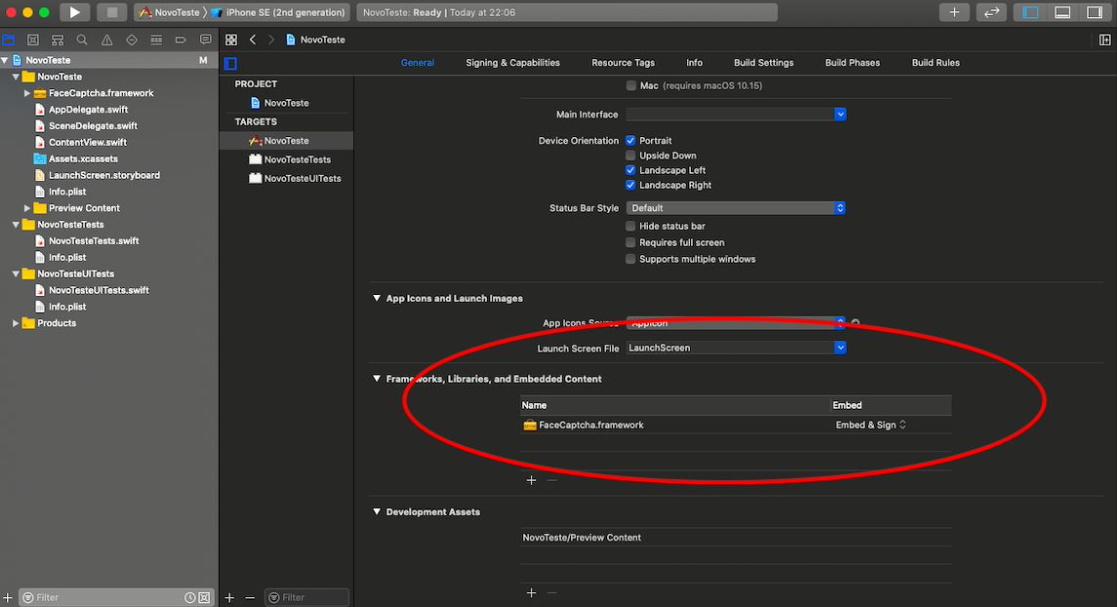 NovoTeste 〉 iPhone SE (2nd generation)
NovoTeste: Ready | Today at 22:06
NovoTeste
NovoTeste M
NovoTeste
FaceCaptcha.framework
AppDelegate.swift
SceneDelegate.swift
ContentView.swift
Assets.xcassets
LaunchScreen.storyboard
Info.plist
Preview Content
NovoTesteTests
NovoTesteTests.swift
Info.plist
NovoTesteUITests
NovoTesteUITests.swift
Info.plist
Products
Filter
PROJECT
NovoTeste
TARGETS
NovoTeste
NovoTesteTests
NovoTesteUITests
Filter
General Signing & Capabilities Resource Tags Info Build Settings Build Phases Build Rules
Mac (requires macOS 10.15)
Main Interface
Device Orientation Portrait
Upside Down
Landscape Left
Landscape Right
Status Bar Style Default
Hide status bar
Requires full screen
Supports multiple windows
App Icons and Launch Images
App Icons Source AppIcon
Launch Screen File LaunchScreen
Frameworks, Libraries, and Embedded Content
Name Embed
FaceCaptcha.framework Embed & Sign
Development Assets
NovoTeste/Preview Content